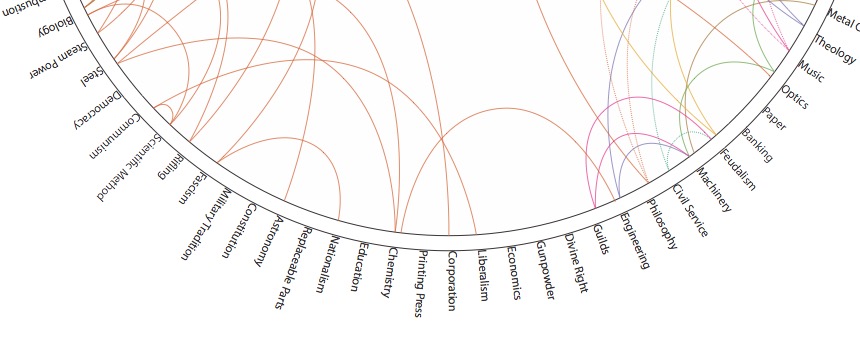 Biology
Steam Power
Steel
Democracy
Communism
Scientific Method
Rifling
Fascism
Military Tradition
Constitution
Astronomy
Replaceable Parts
Nationalism
Education
Chemistry
Printing Press
Corporation
Liberalism
Economics
Gunpowder
Divine Right
Guilds
Engineering
Philosophy
Civil Service
Machinery
Feudalism
Banking
Paper
Optics
Music
Theology
Metal C